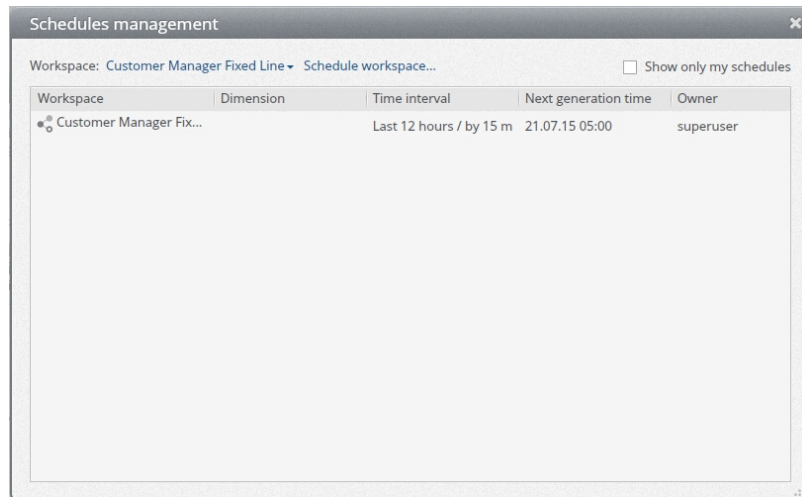 Schedules management
Workspace: Customer Manager Fixed Line Schedule workspace... Show only my schedules
Workspace Dimension Time interval Next generation time Owner
Customer Manager Fix... Last 12 hours / by 15 m 21.07.15 05:00 superuser